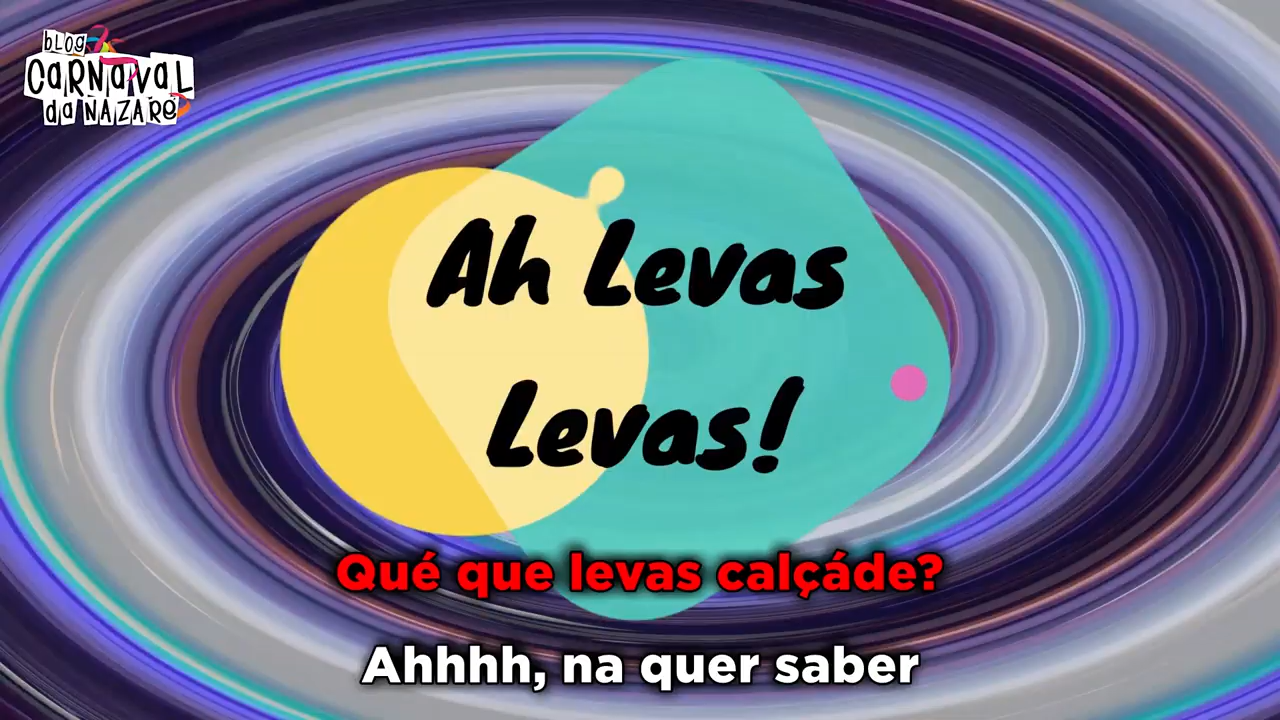 BLOG
CARNAVAL
da NAZARÉ
Ah Levas
Levas!
Qué que levas calçáde?
Ahhhh, na quer saber